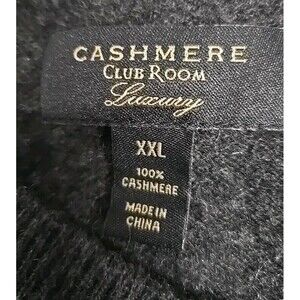 CASHMERE
CLUB ROOM
Luxury
XXL
100%
CASHMERE
MADE IN
CHINA